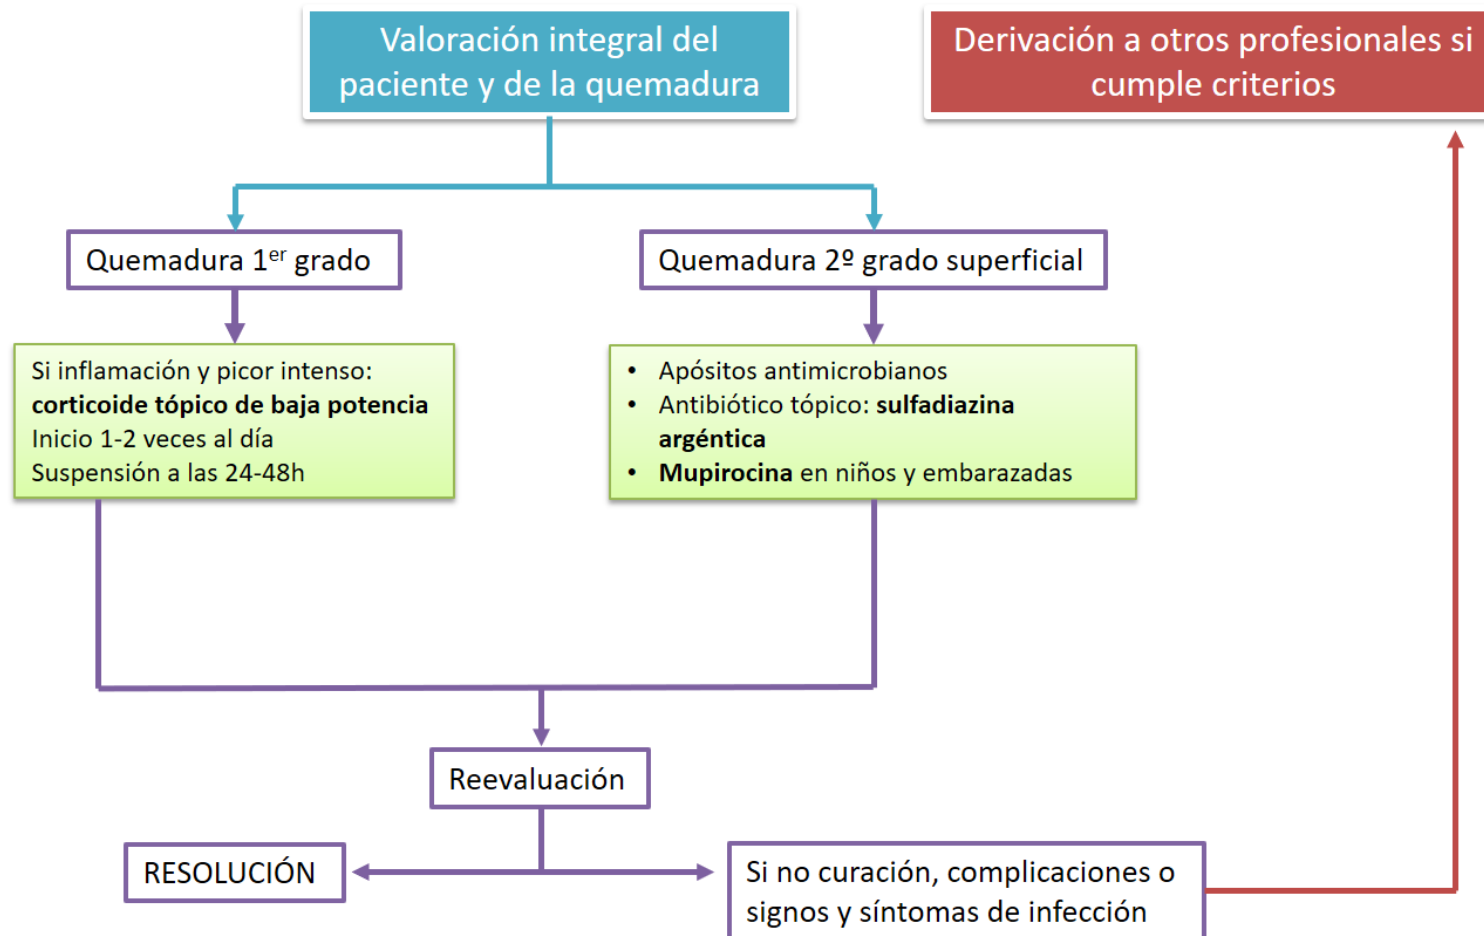 Valoración integral del
paciente y de la quemadura
Derivación a otros profesionales si
cumple criterios
Quemadura 1er grado
Quemadura 2º grado superficial
Si inflamación y picor intenso:
corticoide tópico de baja potencia
Inicio 1-2 veces al día
Suspensión a las 24-48h
• Apósitos antimicrobianos
• Antibiótico tópico: sulfadiazina
argéntica
• Mupirocina en niños y embarazadas
Reevaluación
RESOLUCIÓN
Si no curación, complicaciones o
signos y síntomas de infección